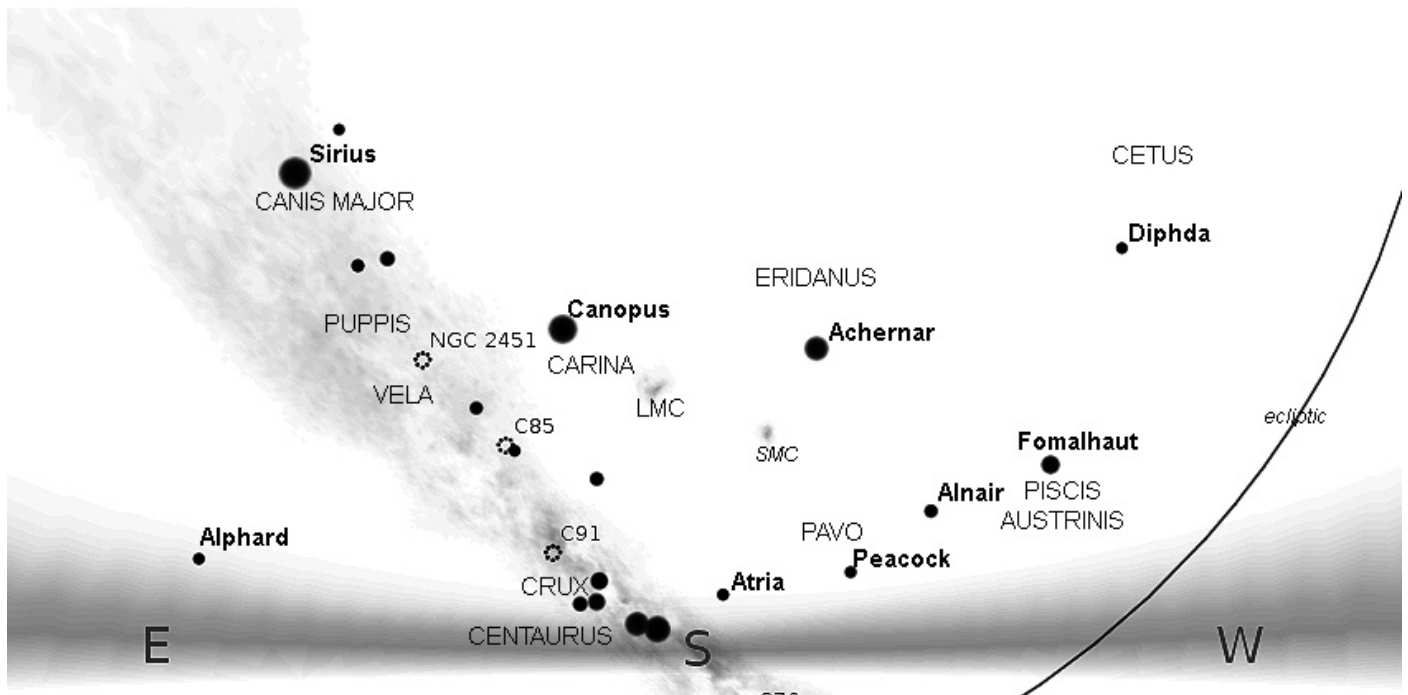 Sirius
CETUS
CANIS MAJOR
Diphda
ERIDANUS
Canopus
PUPPIS
Achernar
NGC 2451
CARINA
VELA
LMC
ecliptic
C85
Fomalhaut
SMC
Alnair
PISCIS
AUSTRINIS
C91
PAVO
Alphard
Peacock
Atria
CRUX
CENTAURUS
E
S
W